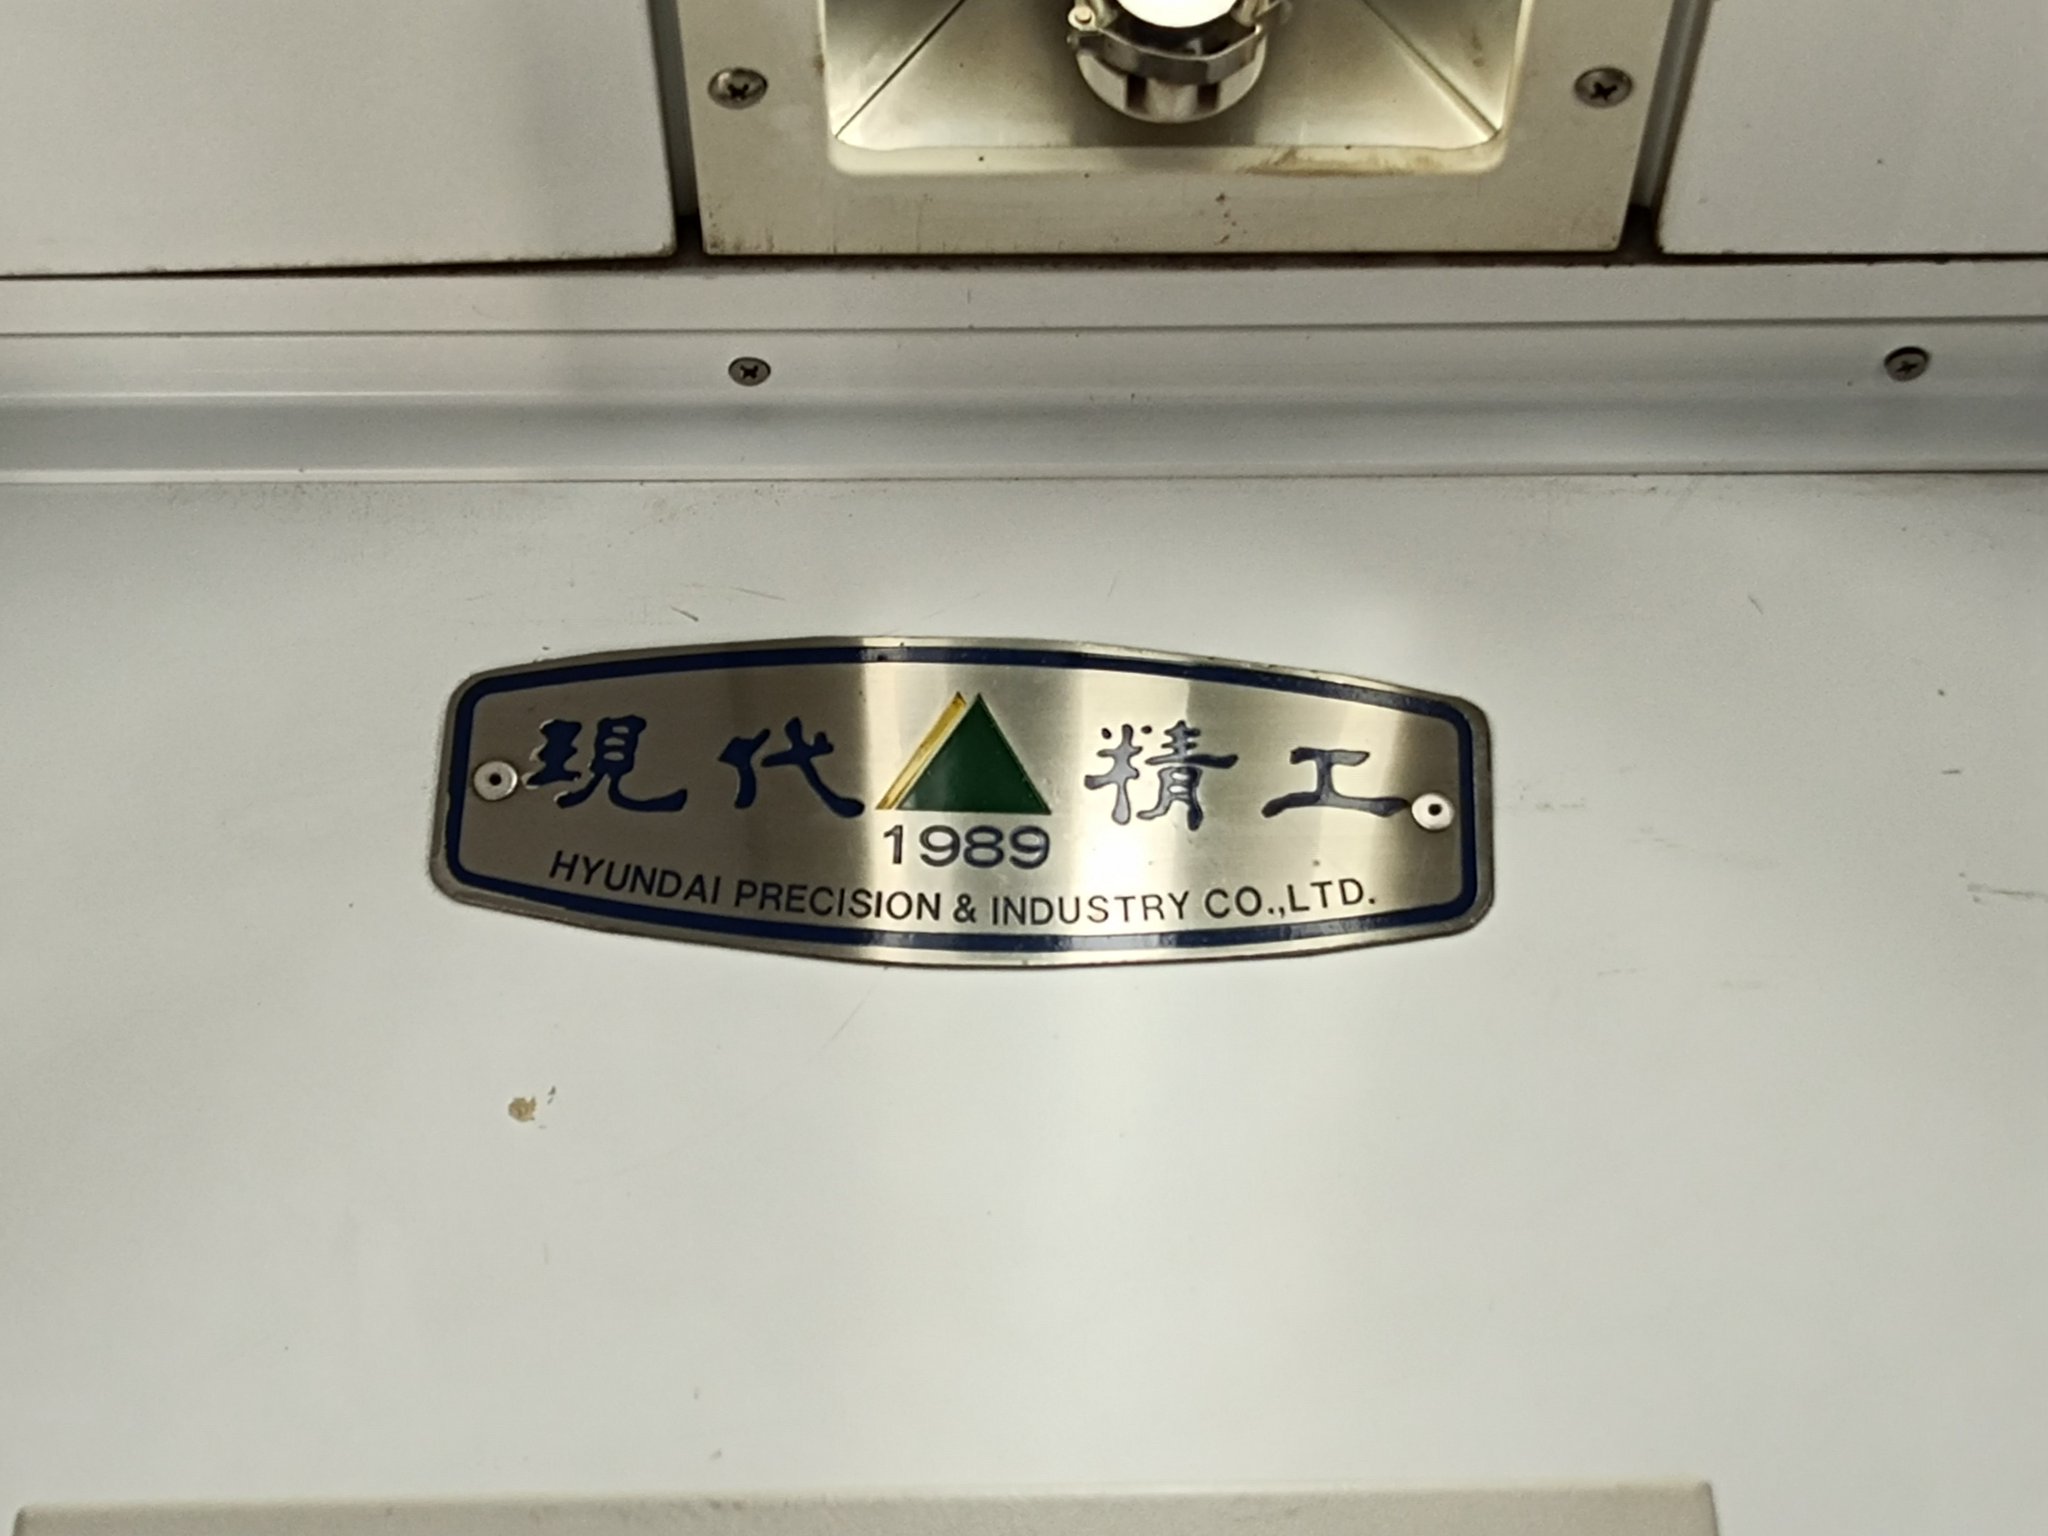 現代 精工
1989
HYUNDAI PRECISION & INDUSTRY CO.,LTD.